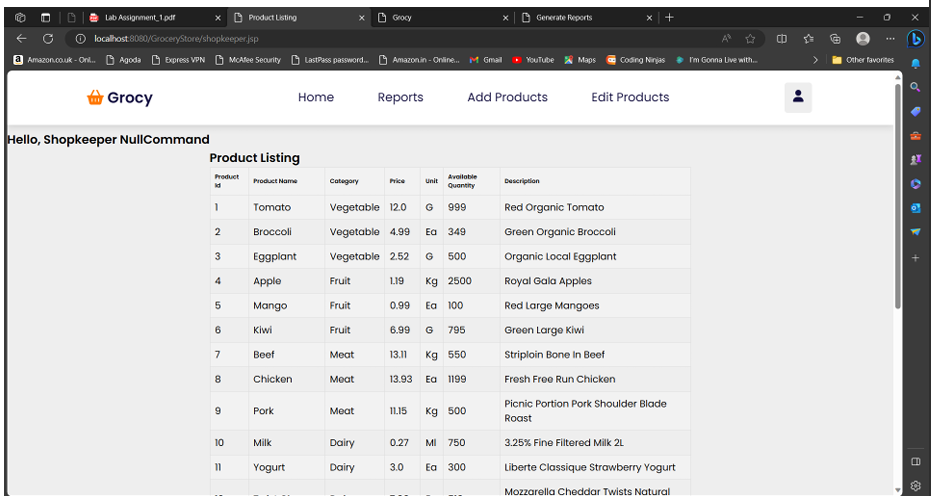 Lab Assignment_1.pdf
Product Listing
Grocy
Generate Reports
localhost:8080/GroceryStore/shopkeeper.jsp
Amazon.co.uk - Onl...
Agoda
Express VPN
McAfee Security
LastPass password...
Amazon.in - Online...
Gmail
YouTube
Maps
Coding Ninjas
I'm Gonna Live with...
Other favorites
Grocy
Home
Reports
Add Products
Edit Products
Hello, Shopkeeper NullCommand
Product Listing
Product Id Product Name Category Price Unit Available Quantity Description
1 Tomato Vegetable 12.0 G 999 Red Organic Tomato
2 Broccoli Vegetable 4.99 Ea 349 Green Organic Broccoli
3 Eggplant Vegetable 2.52 G 500 Organic Local Eggplant
4 Apple Fruit 1.19 Kg 2500 Royal Gala Apples
5 Mango Fruit 0.99 Ea 100 Red Large Mangoes
6 Kiwi Fruit 6.99 G 795 Green Large Kiwi
7 Beef Meat 13.11 Kg 550 Striploin Bone In Beef
8 Chicken Meat 13.93 Ea 1199 Fresh Free Run Chicken
9 Pork Meat 11.15 Kg 500 Picnic Portion Pork Shoulder Blade Roast
10 Milk Dairy 0.27 Ml 750 3.25% Fine Filtered Milk 2L
11 Yogurt Dairy 3.0 Ea 300 Liberte Classique Strawberry Yogurt
Mozzarella Cheddar Twists Natural